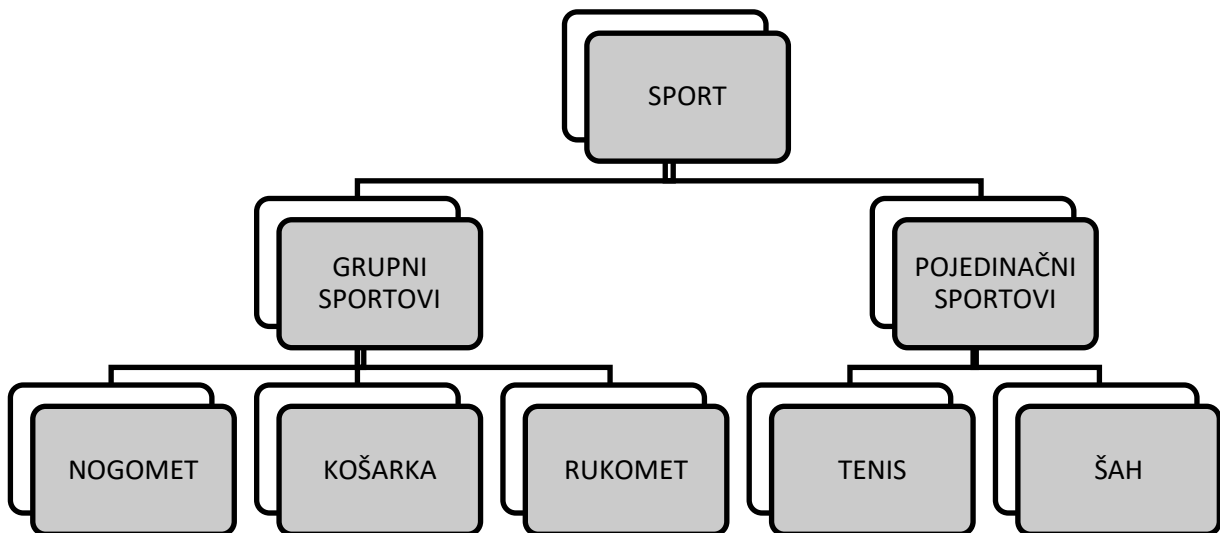 SPORT
GRUPNI
SPORTOVI
POJEDINAČNI
SPORTOVI
NOGOMET
KOŠARKA
RUKOMET
TENIS
ŠAH